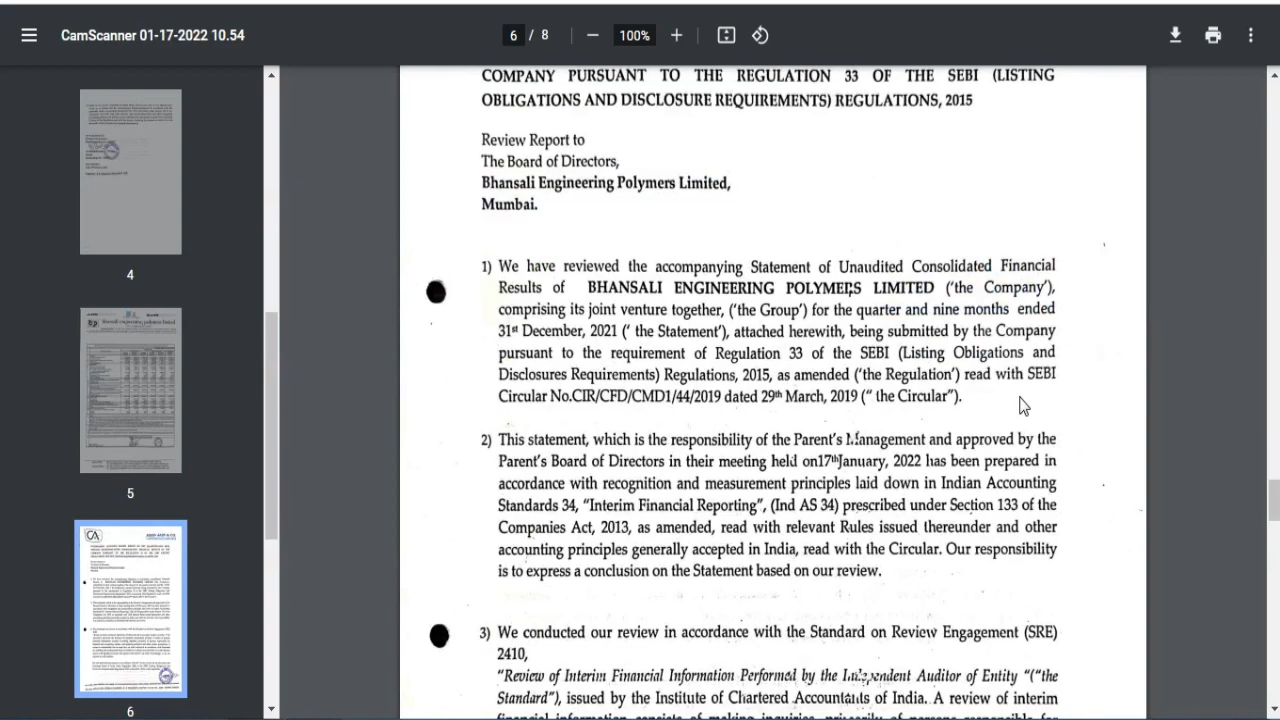 CamScanner 01-17-2022 10.54
6 / 8
100%
4
5
6
COMPANY PURSUANT TO THE REGULATION 33 OF THE SEBI (LISTING
OBLIGATIONS AND DISCLOSURE REQUIREMENTS) REGULATIONS, 2015
Review Report to
The Board of Directors,
Bhansali Engineering Polymers Limited,
Mumbai.
1) We have reviewed the accompanying Statement of Unaudited Consolidated Financial
Results of BHANSALI ENGINEERING POLYMERS LIMITED ('the Company'),
comprising its joint venture together, ('the Group') for the quarter and nine months ended
31st December, 2021 (' the Statement'), attached herewith, being submitted by the Company
pursuant to the requirement of Regulation 33 of the SEBI (Listing Obligations and
Disclosures Requirements) Regulations, 2015, as amended ('the Regulation') read with SEBI
Circular No.CIR/CFD/CMD1/44/2019 dated 29th March, 2019 (" the Circular").
2) This statement, which is the responsibility of the Parent's Management and approved by the
Parent's Board of Directors in their meeting held on17thJanuary, 2022 has been prepared in
accordance with recognition and measurement principles laid down in Indian Accounting
Standards 34, "Interim Financial Reporting", (Ind AS 34) prescribed under Section 133 of the
Companies Act, 2013, as amended, read with relevant Rules issued thereunder and other
accounting principles generally accepted in India, read with the Circular. Our responsibility
is to express a conclusion on the Statement based on our review.
3) We conducted our review in accordance with the Standard on Review Engagement (SRE)
2410,
"Review of Interim Financial Information Performed by the Independent Auditor of Entity "("the
Standard"), issued by the Institute of Chartered Accountants of India. A review of interim
financial information consists of making inquiries, primarily of persons responsible for